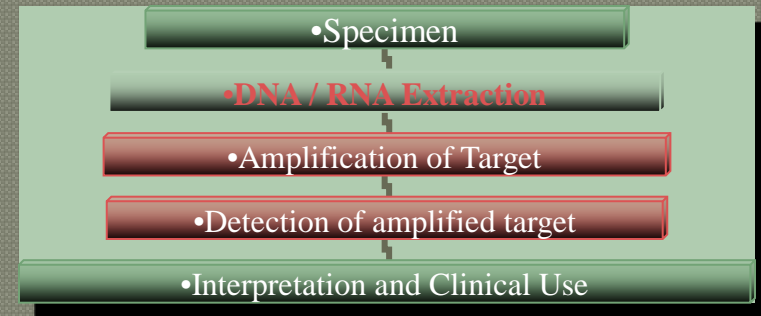 •Specimen
•DNA / RNA Extraction
•Amplification of Target
•Detection of amplified target
•Interpretation and Clinical Use